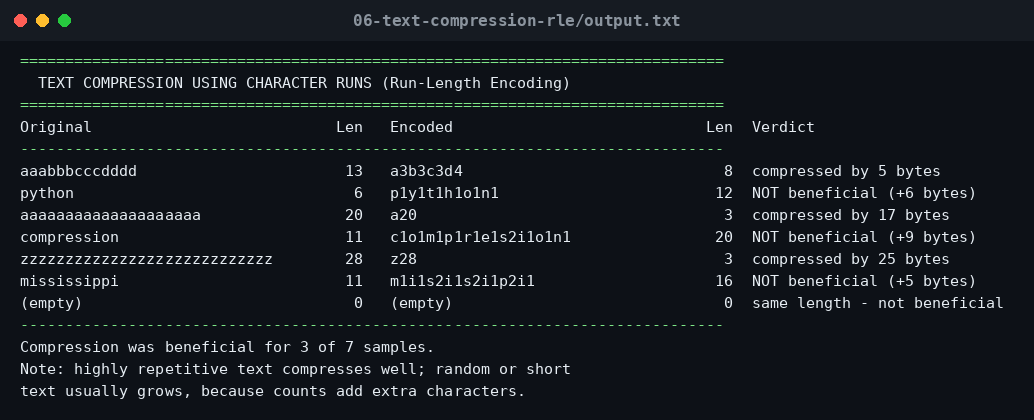 06-text-compression-rle/output.txt
==============================================================================
  TEXT COMPRESSION USING CHARACTER RUNS (Run-Length Encoding)
==============================================================================
Original                           Len   Encoded                            Len  Verdict
------------------------------------------------------------------------------
aaabbbcccdddd                       13   a3b3c3d4                             8  compressed by 5 bytes
python                               6   p1y1t1h1o1n1                        12  NOT beneficial (+6 bytes)
aaaaaaaaaaaaaaaaaaaa                20   a20                                  3  compressed by 17 bytes
compression                         11   c1o1m1p1r1e1s2i1o1n1                20  NOT beneficial (+9 bytes)
zzzzzzzzzzzzzzzzzzzzzzzzzzzz        28   z28                                  3  compressed by 25 bytes
mississippi                         11   m1i1s2i1s2i1p2i1                    16  NOT beneficial (+5 bytes)
(empty)                              0   (empty)                              0  same length - not beneficial
------------------------------------------------------------------------------
Compression was beneficial for 3 of 7 samples.
Note: highly repetitive text compresses well; random or short
text usually grows, because counts add extra characters.